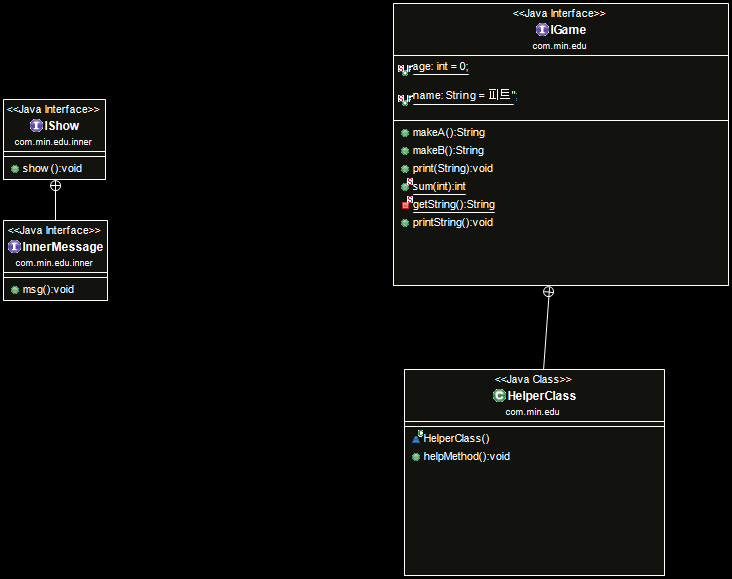 <<Java Interface>>
IShow
com.min.edu.inner
show():void
<<Java Interface>>
InnerMessage
com.min.edu.inner
msg():void
<<Java Interface>>
IGame
com.min.edu
age: int = 0;
name: String = 피트";
makeA():String
makeB():String
print(String):void
sum(int):int
getString():String
printString():void
<<Java Class>>
HelperClass
com.min.edu
HelperClass()
helpMethod():void